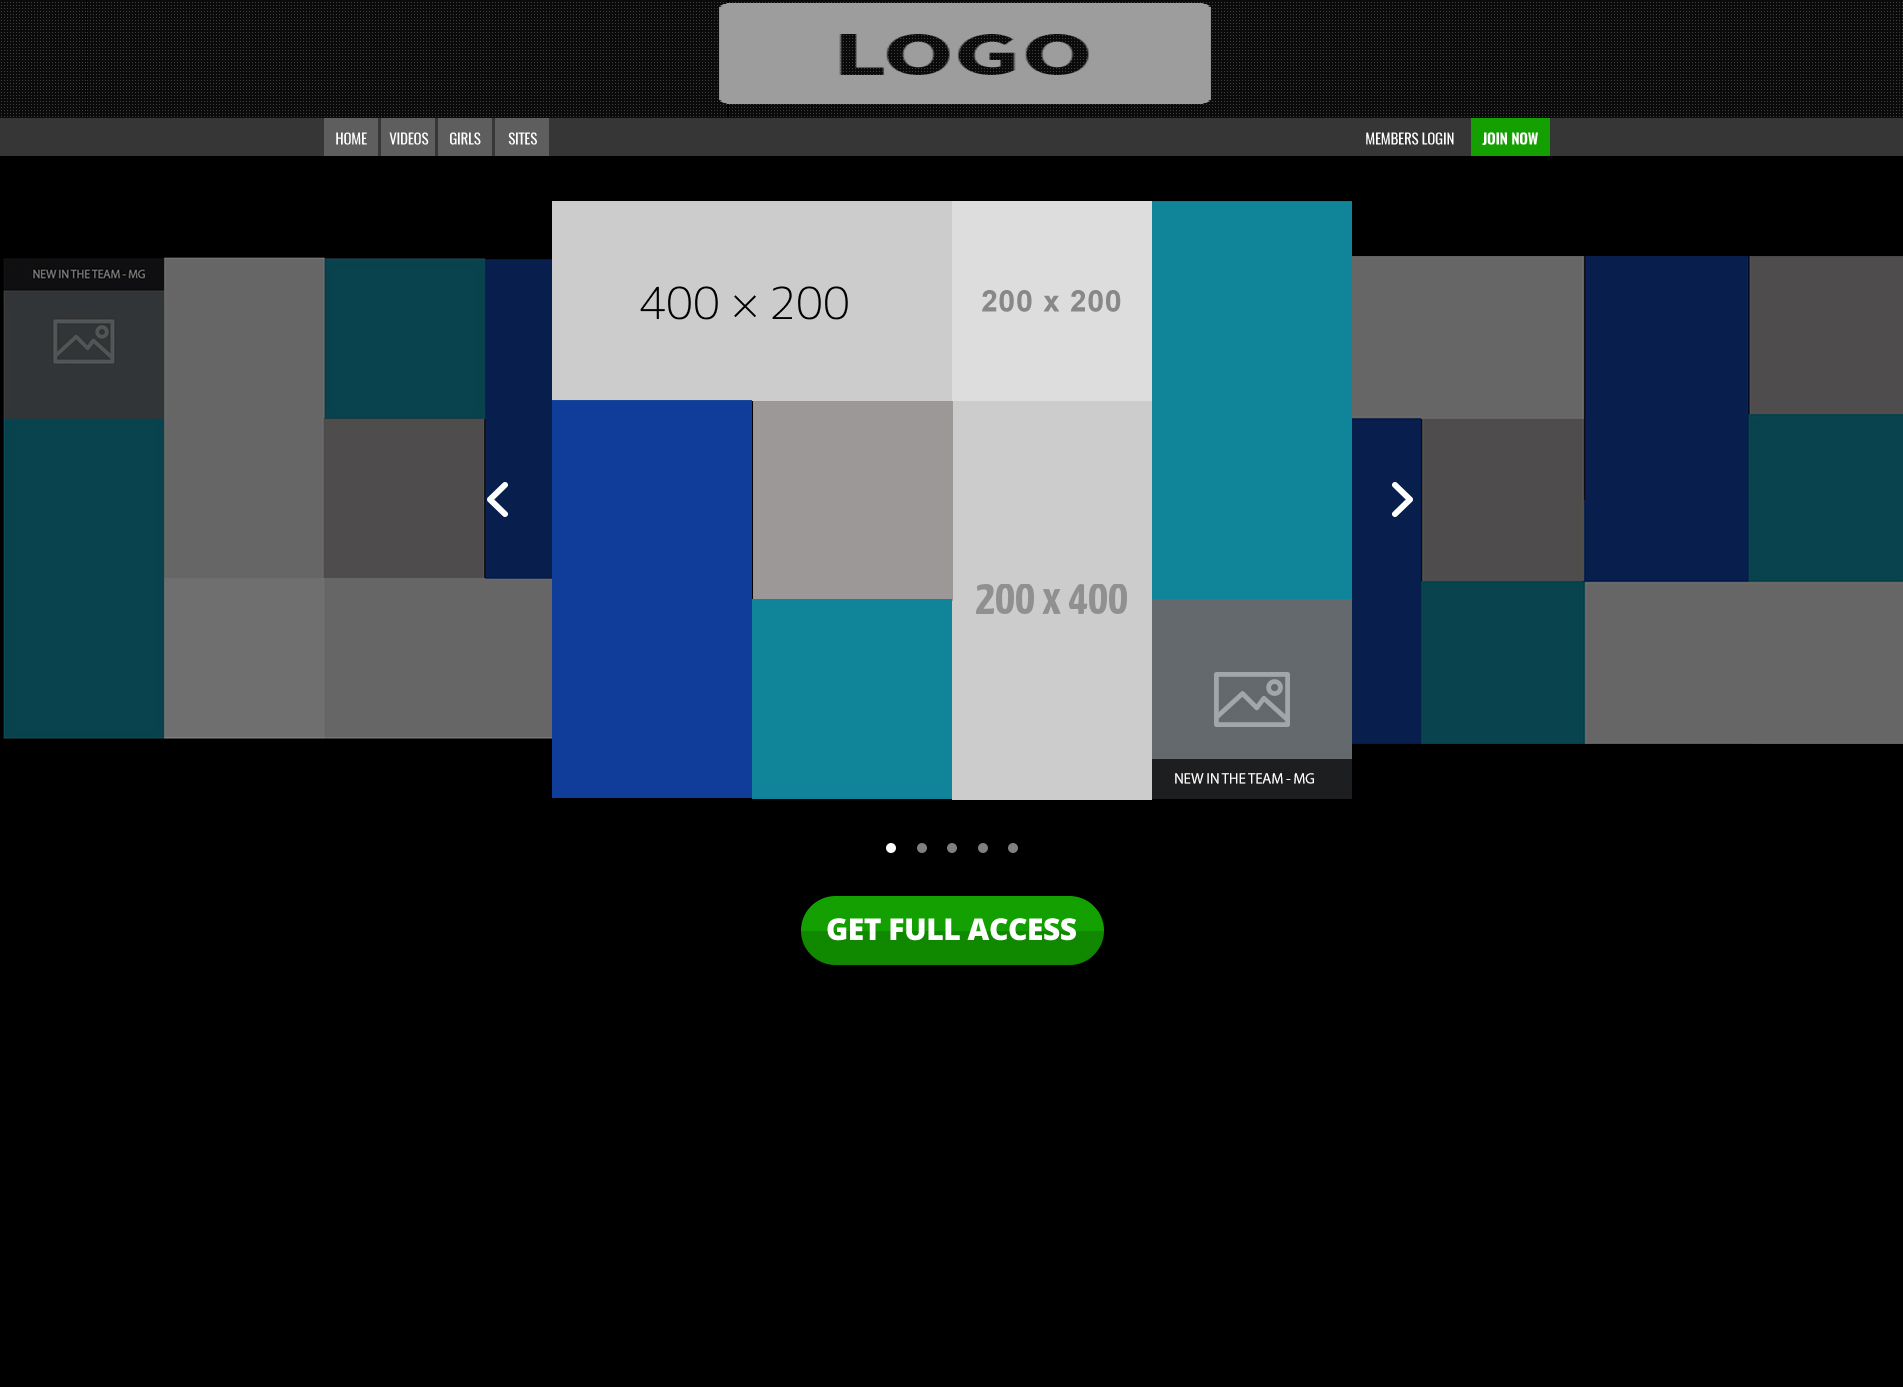 LOGO
HOME
VIDEOS
GIRLS
SITES
MEMBERS LOGIN
JOIN NOW
NEW IN THE TEAM - MG
400 × 200
200 x 200
200 x 400
NEW IN THE TEAM - MG
GET FULL ACCESS